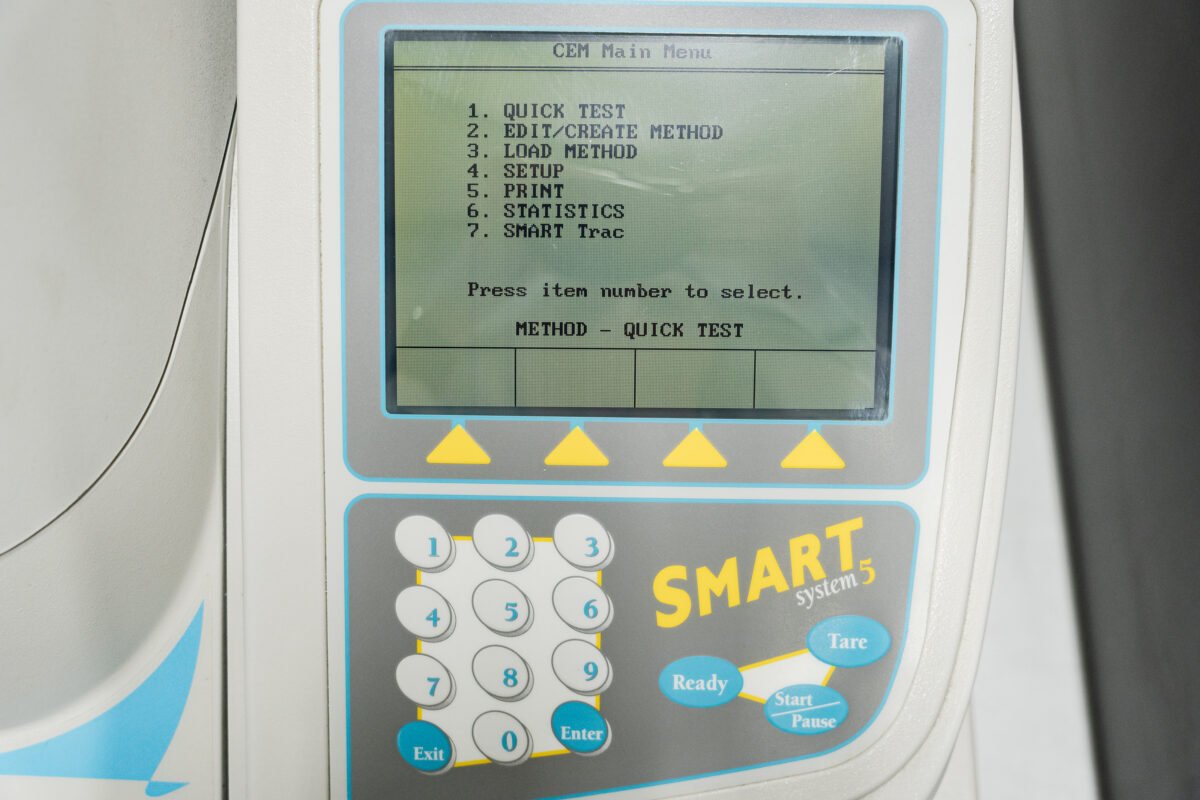 CEM Main Menu
1. QUICK TEST
2. EDIT/CREATE METHOD
3. LOAD METHOD
4. SETUP
5. PRINT
6. STATISTICS
7. SMART Trac
Press item number to select.
METHOD - QUICK TEST
1 2 3
4 5 6
7 8 9
Exit 0 Enter
SMART
system 5
Tare
Ready
Start
Pause